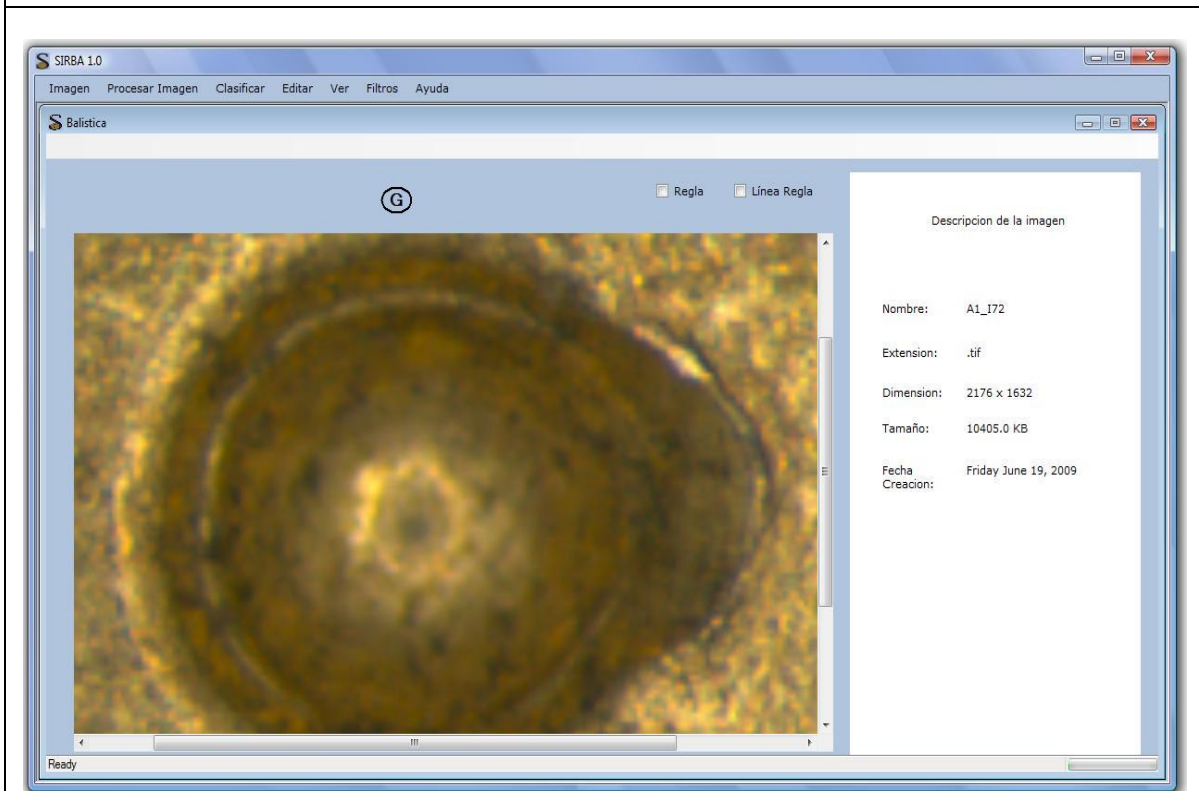 SIRBA 1.0
Imagen Procesar Imagen Clasificar Editar Ver Filtros Ayuda
Balistica
G
Regla Línea Regla
Descripcion de la imagen
Nombre: A1_I72
Extension: .tif
Dimension: 2176 x 1632
Tamaño: 10405.0 KB
Fecha Friday June 19, 2009
Creacion:
Ready